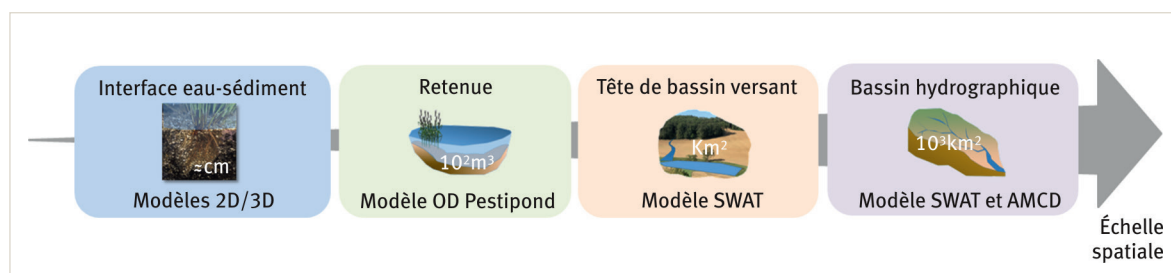 Interface eau-sédiment
≈cm
Modèles 2D/3D
Retenue
10²m³
Modèle OD Pestipond
Tête de bassin versant
Km²
Modèle SWAT
Bassin hydrographique
10³km²
Modèle SWAT et AMCD
Échelle
spatiale